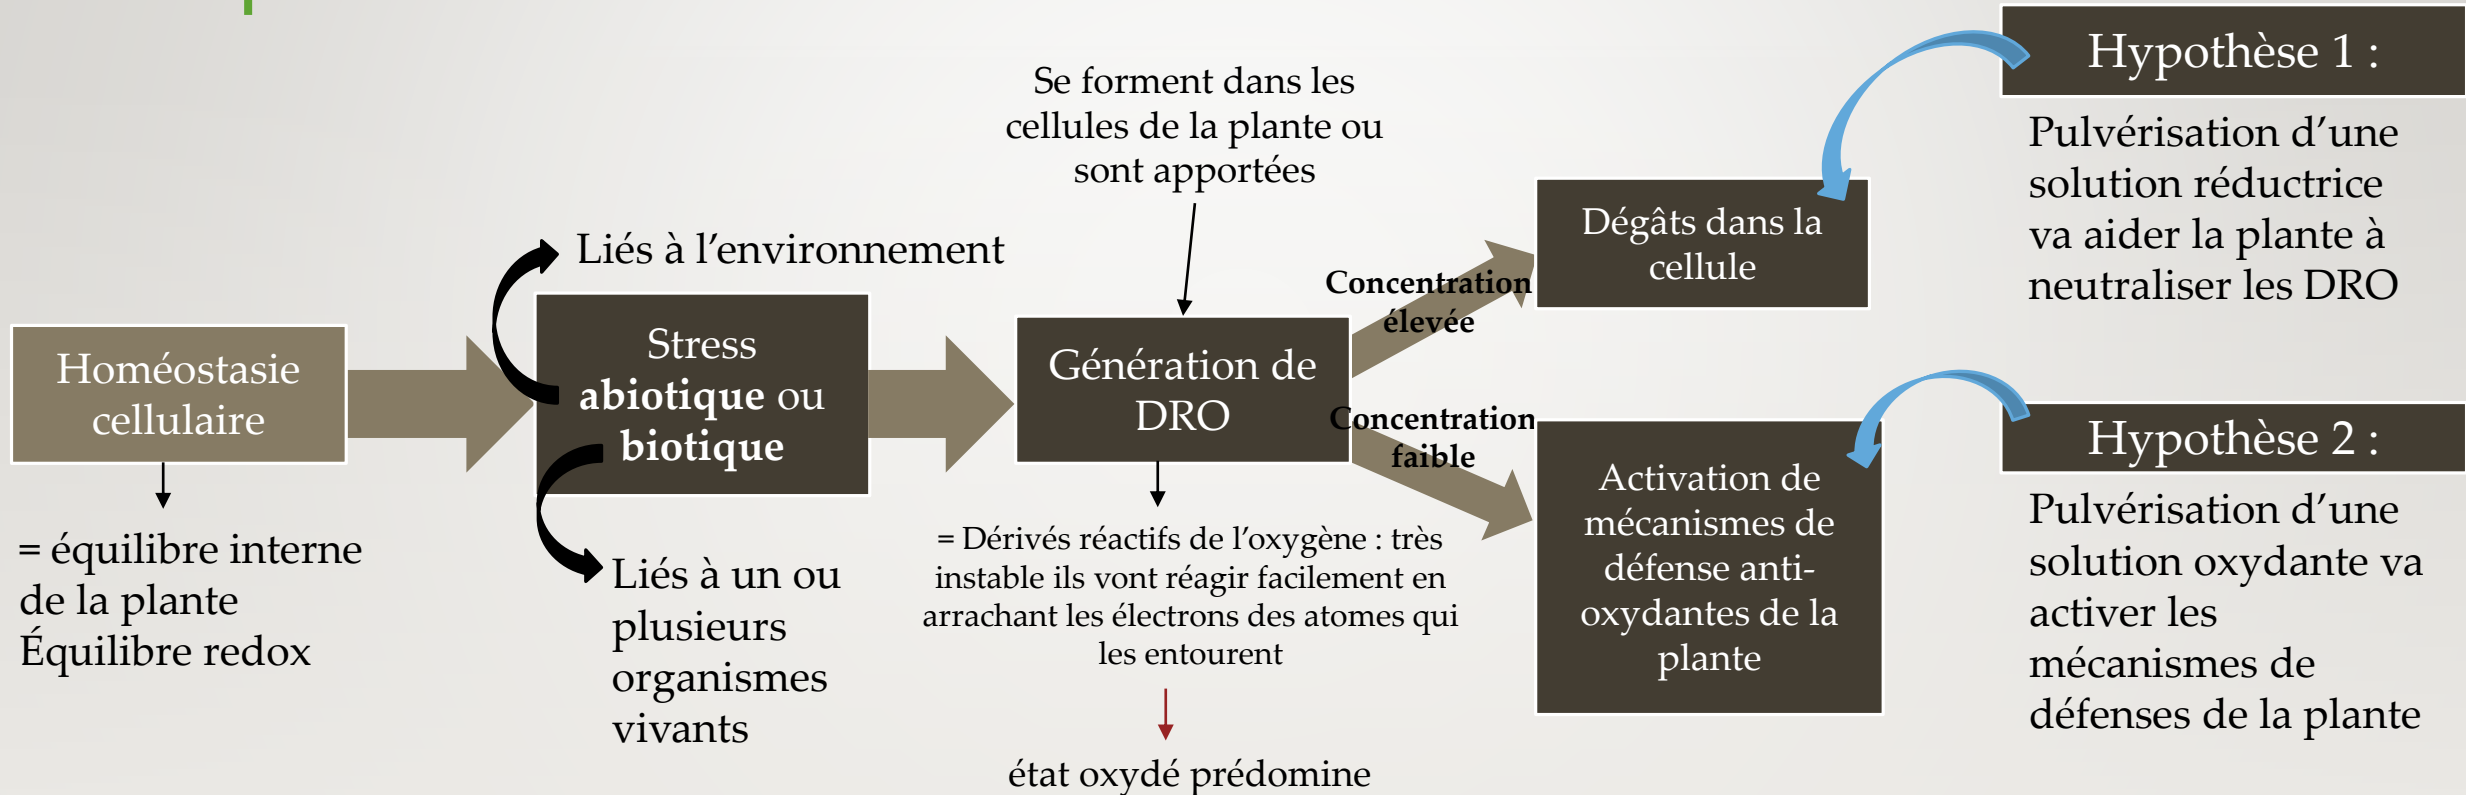 Homéostasie
cellulaire
= équilibre interne
de la plante
Équilibre redox
Liés à l’environnement
Stress
abiotique ou
biotique
Liés à un ou
plusieurs
organismes
vivants
Se forment dans les
cellules de la plante ou
sont apportées
Génération de
DRO
= Dérivés réactifs de l’oxygène : très
instable ils vont réagir facilement en
arrachant les électrons des atomes qui
les entourent
état oxydé prédomine
Concentration
élevée
Concentration
faible
Dégâts dans la
cellule
Activation de
mécanismes de
défense anti-
oxydantes de la
plante
Hypothèse 1 :
Pulvérisation d’une
solution réductrice
va aider la plante à
neutraliser les DRO
Hypothèse 2 :
Pulvérisation d’une
solution oxydante va
activer les
mécanismes de
défenses de la plante